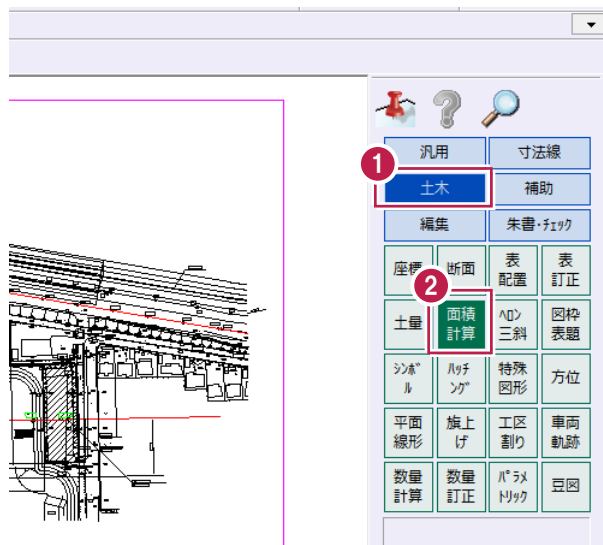 汎用 寸法線
1
土木 補助
編集 朱書・ﾁｪｯｸ
座標 断面 表配置 表訂正
2
土量 面積計算 ﾍﾛﾝ三斜 図枠表題
ｼﾝﾎﾞﾙ ﾊｯﾁﾝｸﾞ 特殊図形 方位
平面線形 旗上げ 工区割り 車両軌跡
数量計算 数量訂正 ﾊﾟﾗﾒﾄﾘｯｸ 豆図